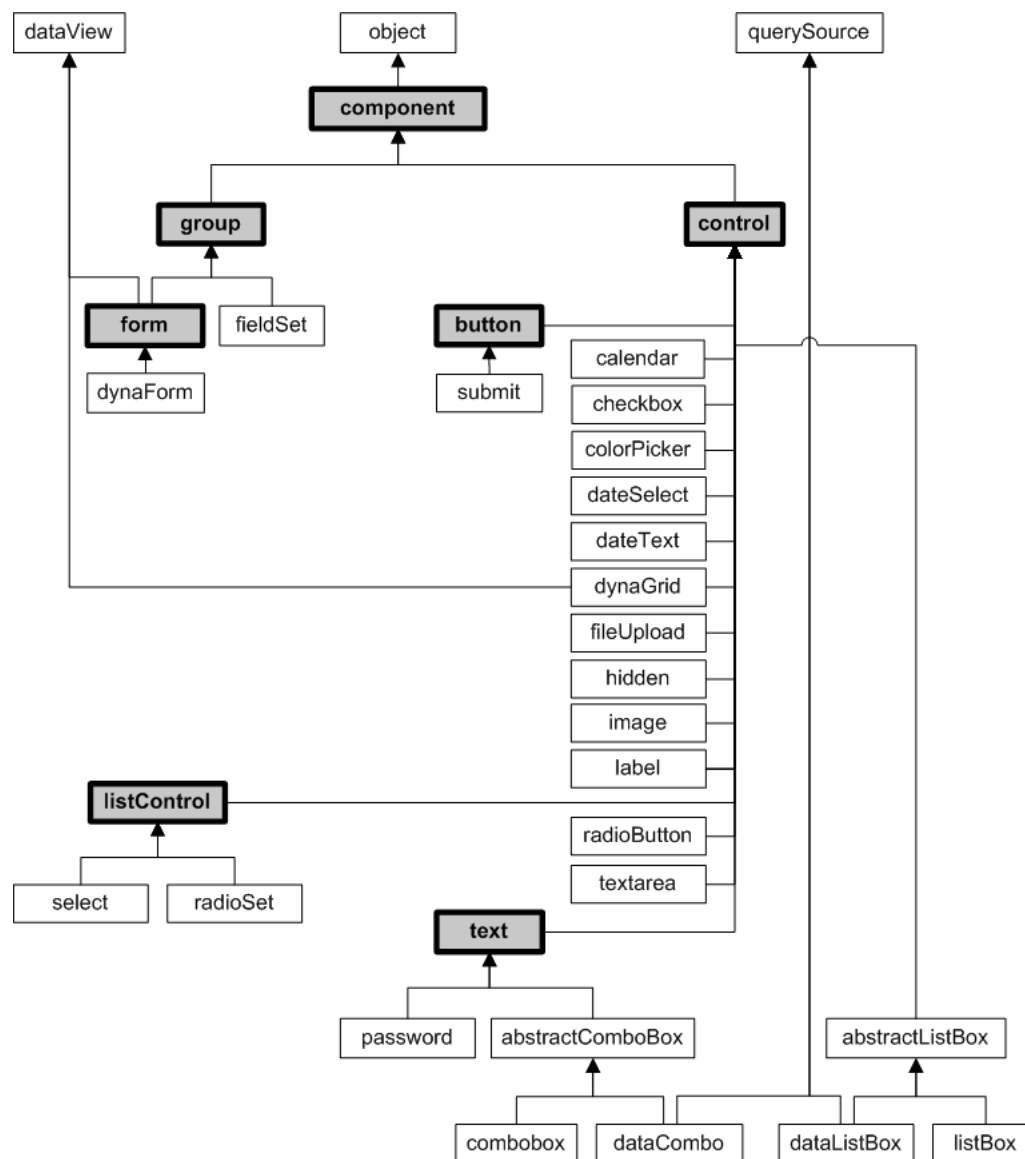 dataView
object
querySource
component
group
control
form
fieldSet
button
calendar
dynaForm
submit
checkbox
colorPicker
dateSelect
dateText
dynaGrid
fileUpload
hidden
image
label
listControl
radioButton
select
radioSet
textarea
text
password
abstractComboBox
abstractListBox
combobox
dataCombo
dataListBox
listBox